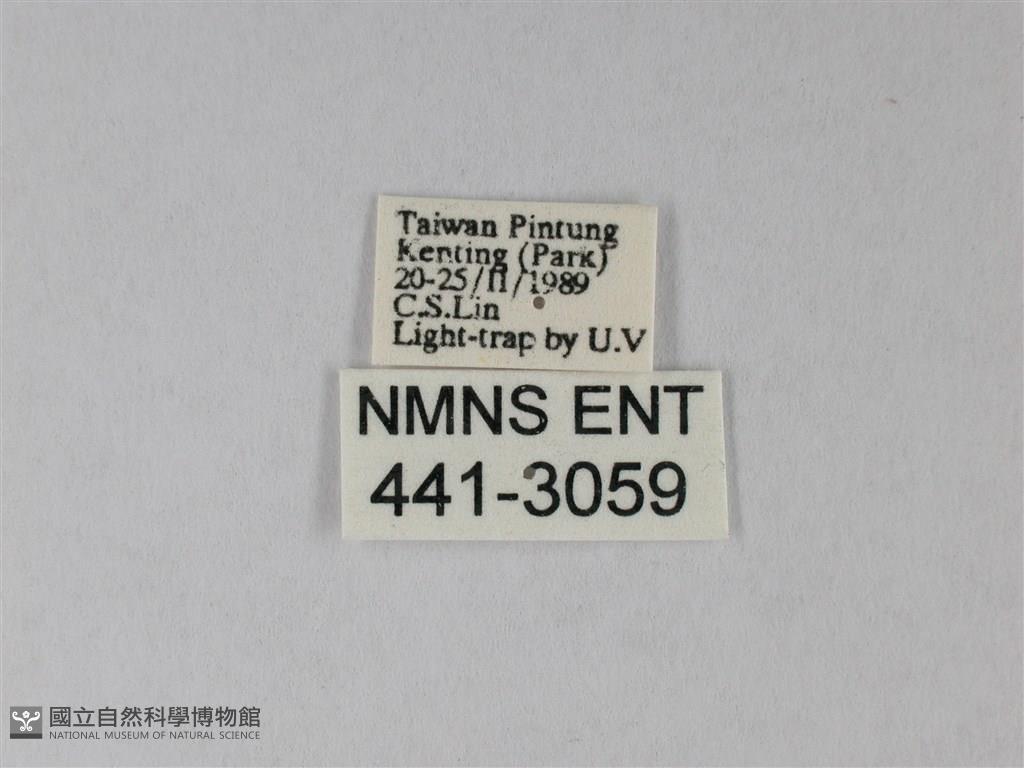 Taiwan Pintung
Kenting (Park)
20-25/II/1989
C.S.Lin
Light-trap by U.V
NMNS ENT
441-3059
國立自然科學博物館
NATIONAL MUSEUM OF NATURAL SCIENCE